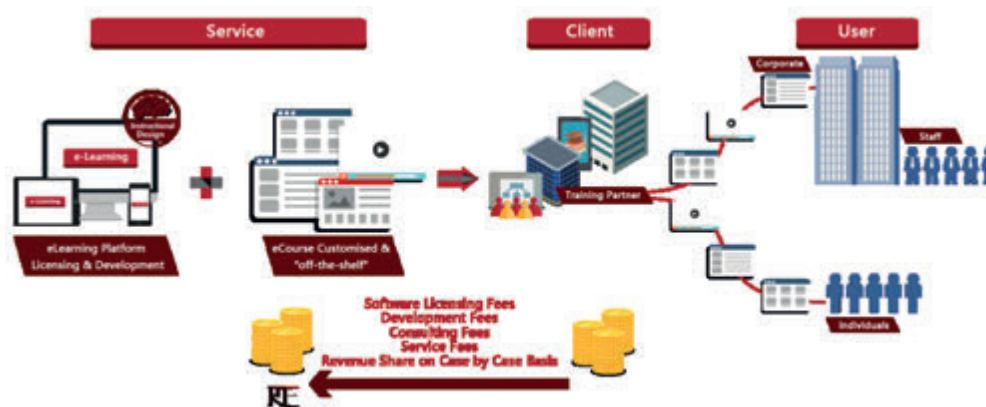 Service
Client
User
Instructional
Design
e-Learning
e-Learning
eLearning Platform
Licensing & Development
eCourse Customised &
"off-the-shelf"
Training Partner
Corporate
Staff
Individuals
Software Licensing Fees
Development Fees
Consulting Fees
Service Fees
Revenue Share on Case by Case Basis